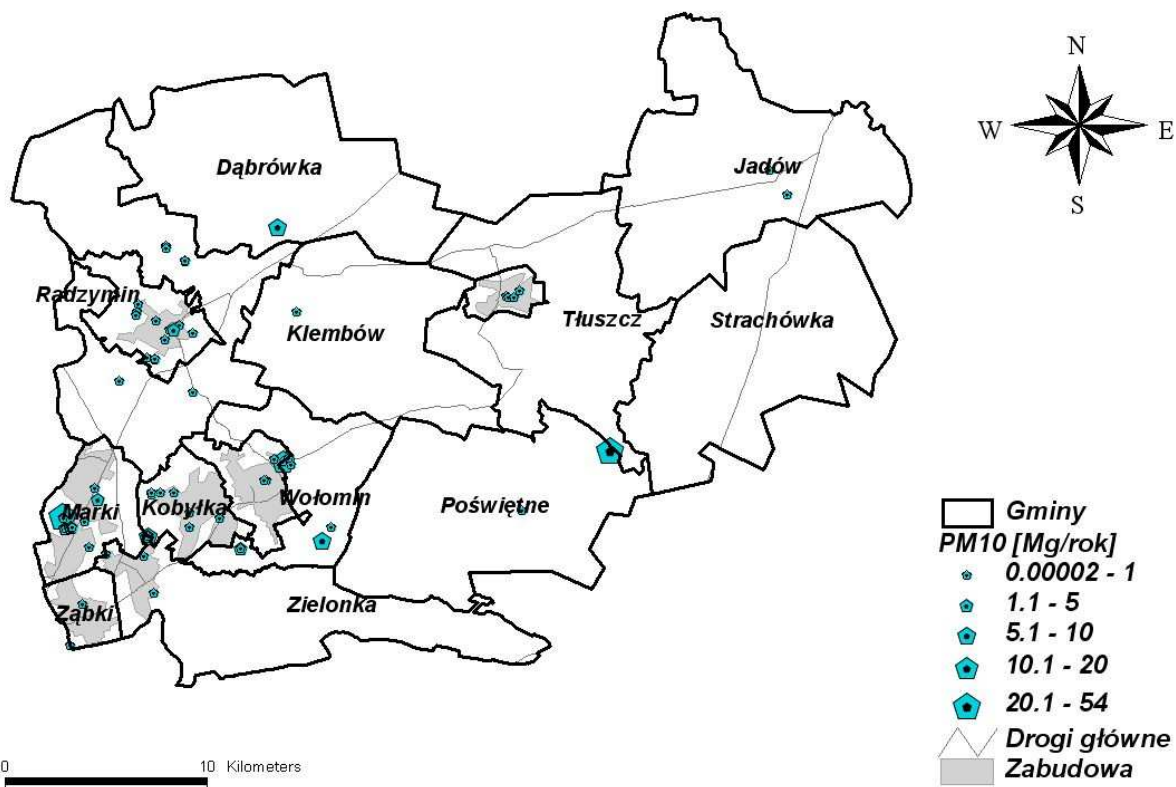 N
W E
S
Dąbrówka
Jadów
Radzymin
Klembów
Tłuszcz
Strachówka
Wołomin
Marki
Kobyłka
Poświętne
Ząbki
Zielonka
Gminy
PM10 [Mg/rok]
0.00002 - 1
1.1 - 5
5.1 - 10
10.1 - 20
20.1 - 54
Drogi główne
Zabudowa
0 10 Kilometers